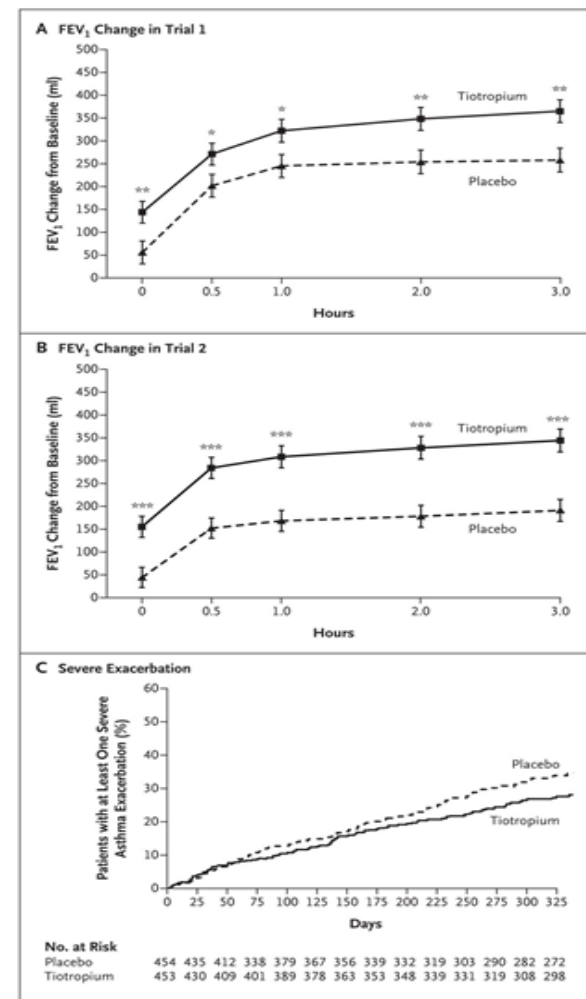 A FEV₁ Change in Trial 1
FEV₁ Change from Baseline (ml)
500
450
400
350
300
250
200
150
100
50
0
**
*
*
**
**
Tiotropium
Placebo
0 0.5 1.0 2.0 3.0
Hours
B FEV₁ Change in Trial 2
FEV₁ Change from Baseline (ml)
500
450
400
350
300
250
200
150
100
50
0
***
***
***
***
***
Tiotropium
Placebo
0 0.5 1.0 2.0 3.0
Hours
C Severe Exacerbation
Patients with at Least One Severe
Asthma Exacerbation (%)
60
50
40
30
20
10
0
Placebo
Tiotropium
0 25 50 75 100 125 150 175 200 225 250 275 300 325
Days
No. at Risk
Placebo 454 435 412 338 379 367 356 339 332 319 303 290 282 272
Tiotropium 453 430 409 401 389 378 363 353 348 339 331 319 308 298